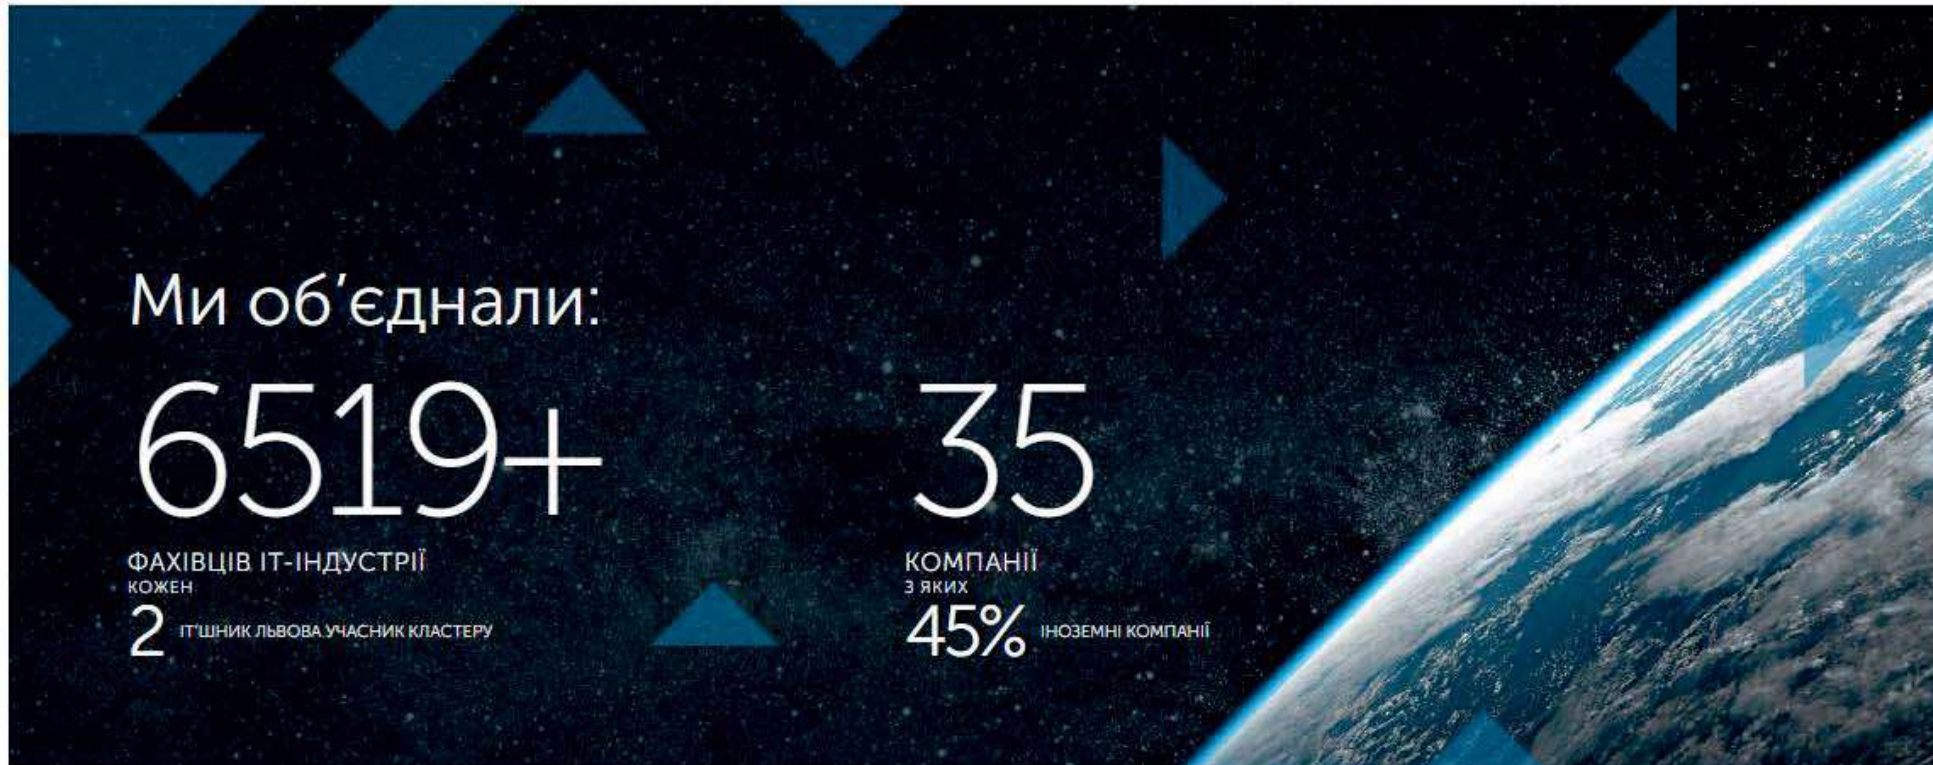 Ми об’єднали:
6519+
ФАХІВЦІВ ІТ-ІНДУСТРІЇ
КОЖЕН
2 ІТ'ШНИК ЛЬВОВА УЧАСНИК КЛАСТЕРУ
35
КОМПАНІЇ
З ЯКИХ
45% ІНОЗЕМНІ КОМПАНІЇ